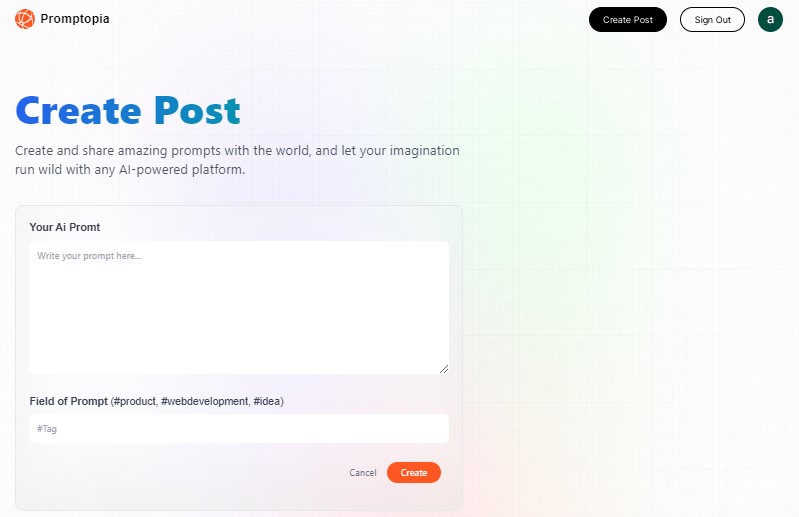 Promptopia
Create Post
Sign Out
a
Create Post
Create and share amazing prompts with the world, and let your imagination
run wild with any AI-powered platform.
Your Ai Promt
Write your prompt here...
Field of Prompt (#product, #webdevelopment, #idea)
#Tag
Cancel
Create